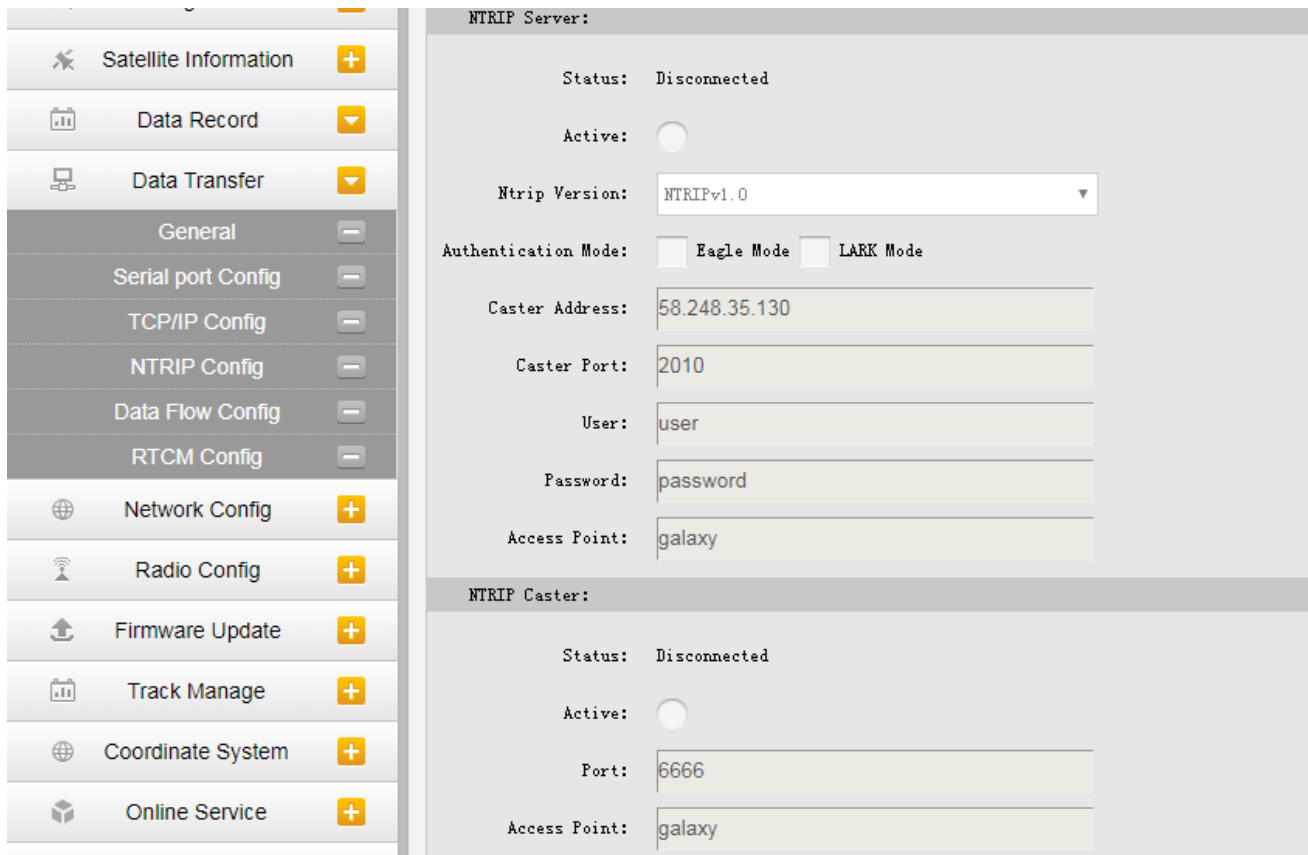 Satellite Information
Data Record
Data Transfer
General
Serial port Config
TCP/IP Config
NTRIP Config
Data Flow Config
RTCM Config
Network Config
Radio Config
Firmware Update
Track Manage
Coordinate System
Online Service
NTRIP Server:
Status: Disconnected
Active:
Ntrip Version: NTRIPv1.0
Authentication Mode: Eagle Mode LARK Mode
Caster Address: 58.248.35.130
Caster Port: 2010
User: user
Password: password
Access Point: galaxy
NTRIP Caster:
Status: Disconnected
Active:
Port: 6666
Access Point: galaxy